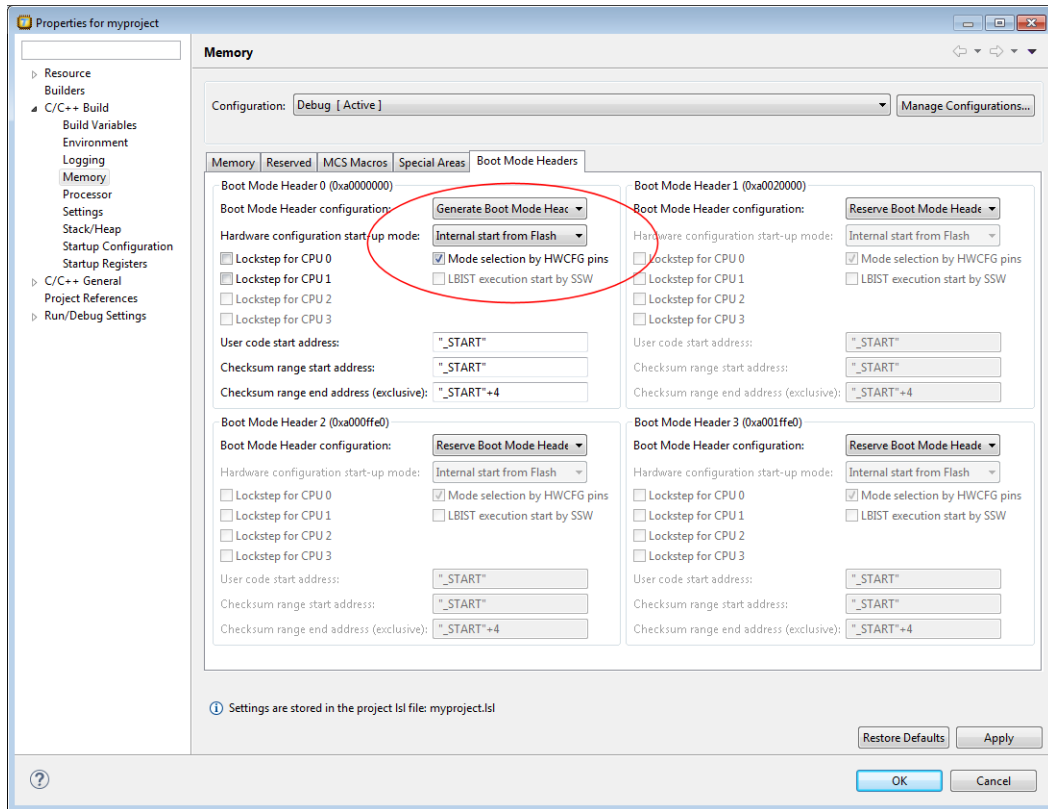 Properties for myproject
Memory
Resource
Builders
C/C++ Build
Build Variables
Environment
Logging
Memory
Processor
Settings
Stack/Heap
Startup Configuration
Startup Registers
C/C++ General
Project References
Run/Debug Settings
Configuration: Debug [ Active ] Manage Configurations...
Memory Reserved MCS Macros Special Areas Boot Mode Headers
Boot Mode Header 0 (0xa0000000)
Boot Mode Header configuration: Generate Boot Mode Heac
Hardware configuration start-up mode: Internal start from Flash
Lockstep for CPU 0 Mode selection by HWCFG pins
Lockstep for CPU 1 LBIST execution start by SSW
Lockstep for CPU 2
Lockstep for CPU 3
User code start address: "_START"
Checksum range start address: "_START"
Checksum range end address (exclusive): "_START"+4
Boot Mode Header 1 (0xa0020000)
Boot Mode Header configuration: Reserve Boot Mode Heade
Hardware configuration start-up mode: Internal start from Flash
Lockstep for CPU 0 Mode selection by HWCFG pins
Lockstep for CPU 1 LBIST execution start by SSW
Lockstep for CPU 2
Lockstep for CPU 3
User code start address: "_START"
Checksum range start address: "_START"
Checksum range end address (exclusive): "_START"+4
Boot Mode Header 2 (0xa000ffe0)
Boot Mode Header configuration: Reserve Boot Mode Heade
Hardware configuration start-up mode: Internal start from Flash
Lockstep for CPU 0 Mode selection by HWCFG pins
Lockstep for CPU 1 LBIST execution start by SSW
Lockstep for CPU 2
Lockstep for CPU 3
User code start address: "_START"
Checksum range start address: "_START"
Checksum range end address (exclusive): "_START"+4
Boot Mode Header 3 (0xa001ffe0)
Boot Mode Header configuration: Reserve Boot Mode Heade
Hardware configuration start-up mode: Internal start from Flash
Lockstep for CPU 0 Mode selection by HWCFG pins
Lockstep for CPU 1 LBIST execution start by SSW
Lockstep for CPU 2
Lockstep for CPU 3
User code start address: "_START"
Checksum range start address: "_START"
Checksum range end address (exclusive): "_START"+4
Settings are stored in the project lsl file: myproject.lsl
Restore Defaults Apply
OK Cancel